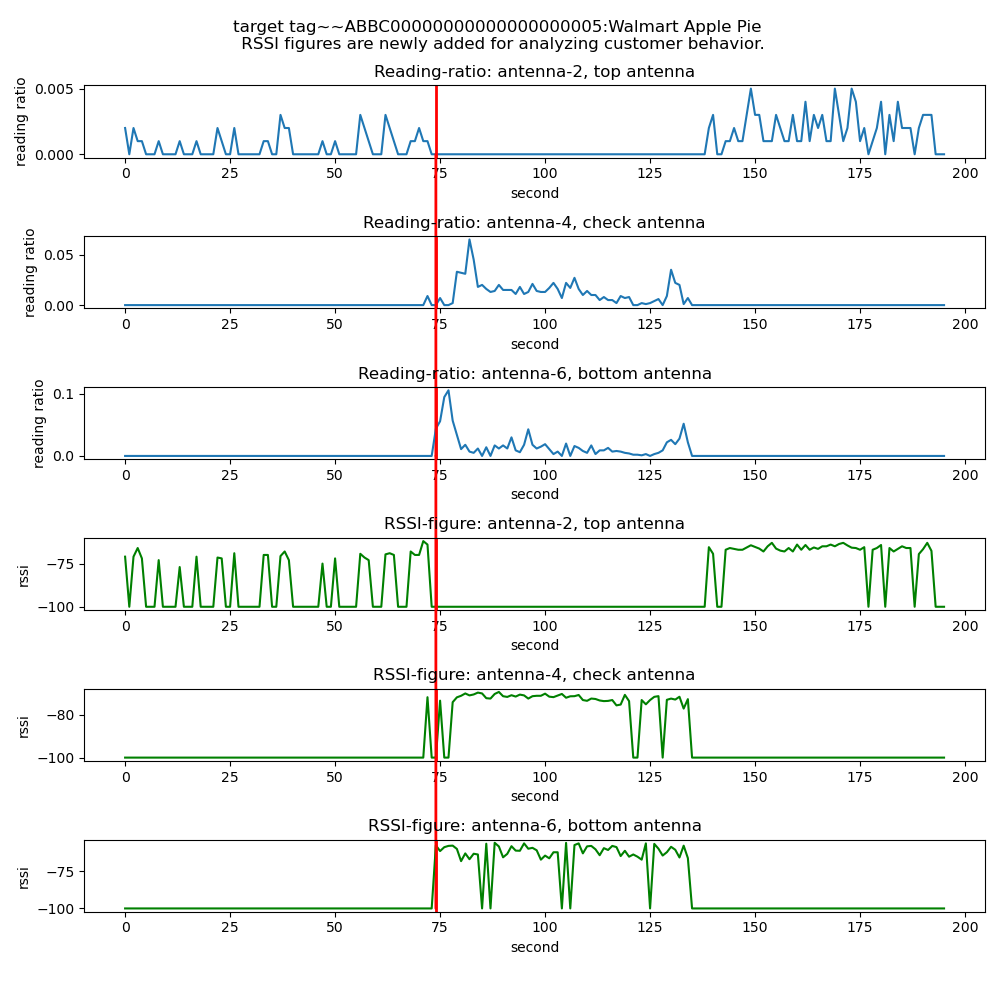 target tag~~ABBC00000000000000000005:Walmart Apple Pie
RSSI figures are newly added for analyzing customer behavior.
Reading-ratio: antenna-2, top antenna
reading ratio
0.005
0.000
0 25 50 75 100 125 150 175 200
second
Reading-ratio: antenna-4, check antenna
reading ratio
0.05
0.00
0 25 50 75 100 125 150 175 200
second
Reading-ratio: antenna-6, bottom antenna
reading ratio
0.1
0.0
0 25 50 75 100 125 150 175 200
second
RSSI-figure: antenna-2, top antenna
rssi
−75
−100
0 25 50 75 100 125 150 175 200
second
RSSI-figure: antenna-4, check antenna
rssi
−80
−100
0 25 50 75 100 125 150 175 200
second
RSSI-figure: antenna-6, bottom antenna
rssi
−75
−100
0 25 50 75 100 125 150 175 200
second